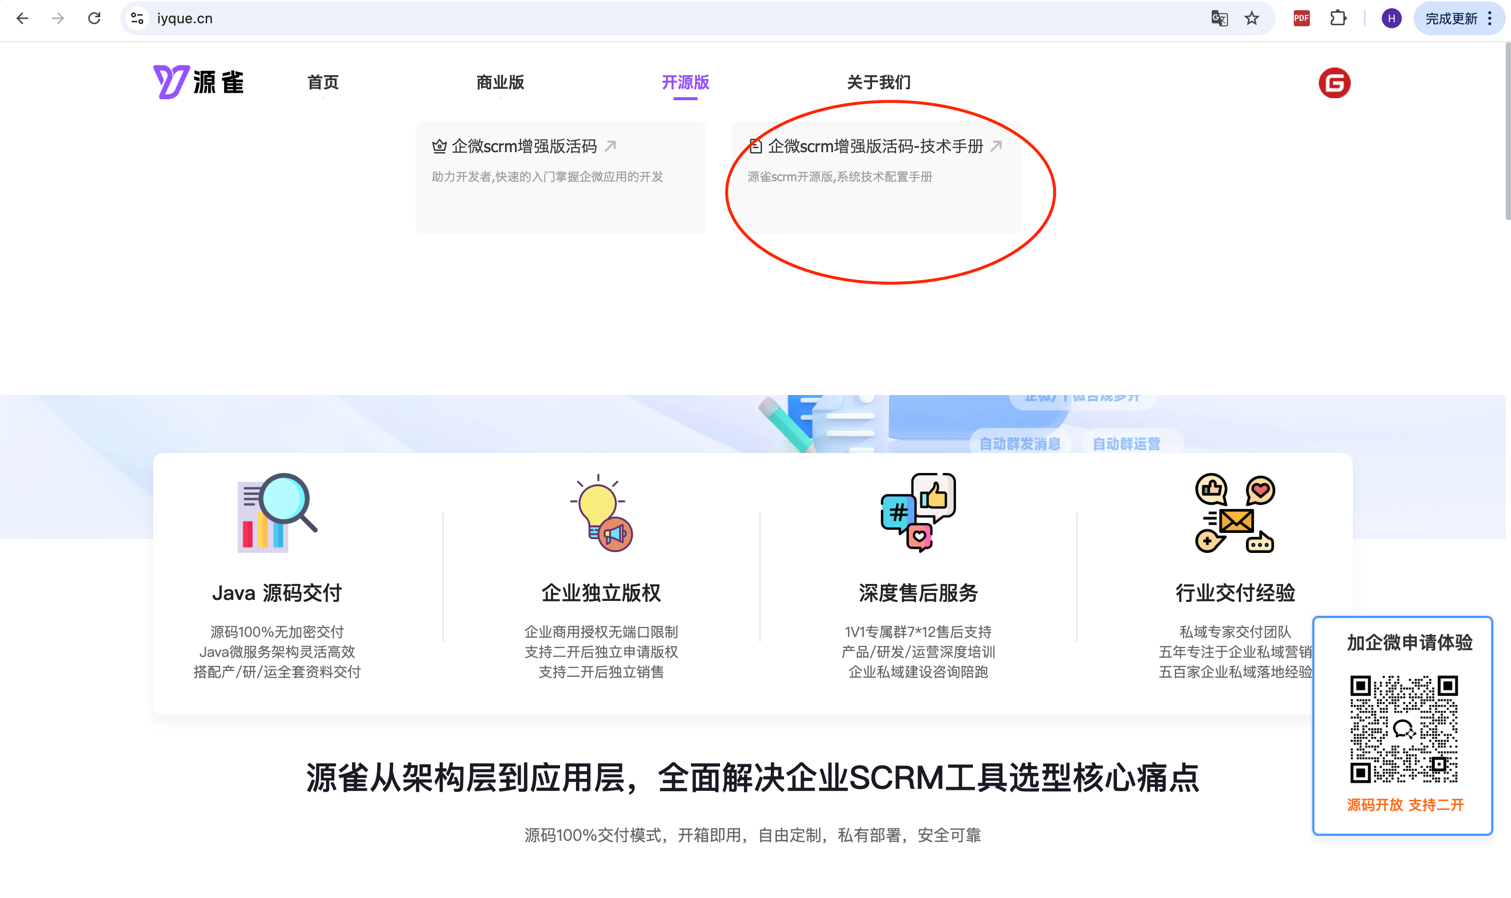 iyque.cn
PDF
H
完成更新
源雀
首页
商业版
开源版
关于我们
G
企微scrm增强版活码
助力开发者,快速的入门掌握企微应用的开发
企微scrm增强版活码-技术手册
源雀scrm开源版,系统技术配置手册
自动群发消息
自动群运营
Java 源码交付
源码100%无加密交付
Java微服务架构灵活高效
搭配产/研/运全套资料交付
企业独立版权
企业商用授权无端口限制
支持二开后独立申请版权
支持二开后独立销售
深度售后服务
1V1专属群7*12售后支持
产品/研发/运营深度培训
企业私域建设咨询陪跑
行业交付经验
私域专家交付团队
五年专注于企业私域营销
五百家企业私域落地经验
加企微申请体验
源码开放 支持二开
源雀从架构层到应用层，全面解决企业SCRM工具选型核心痛点
源码100%交付模式，开箱即用，自由定制，私有部署，安全可靠